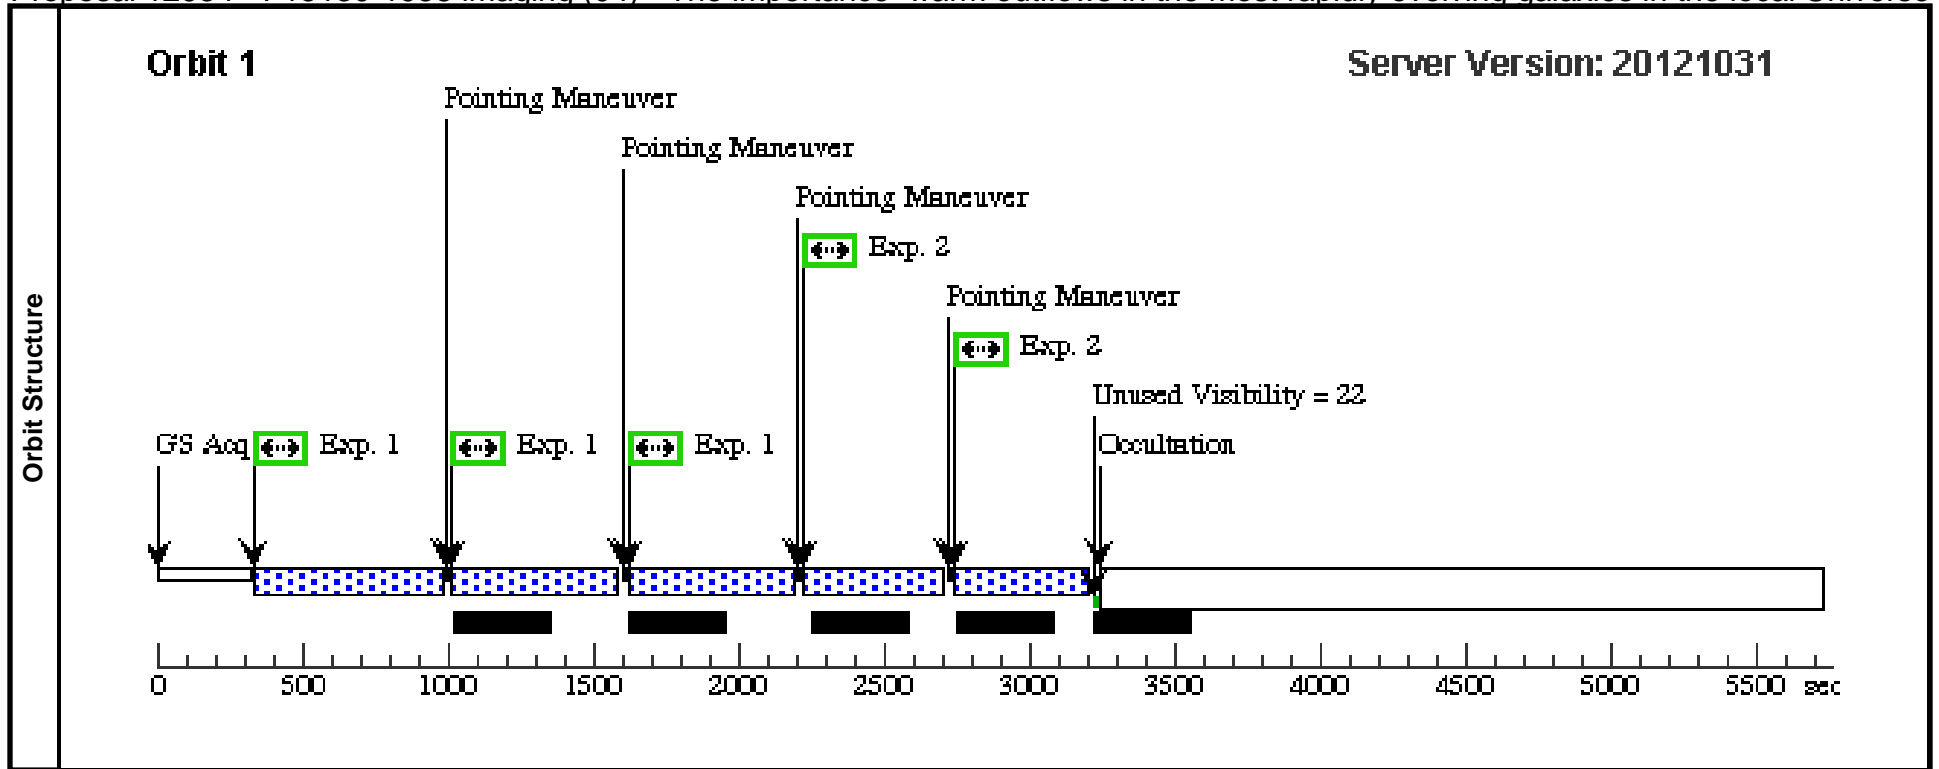 Orbit 1
Server Version: 20121031
Pointing Maneuver
Pointing Maneuver
Pointing Maneuver
Exp. 2
Pointing Maneuver
Exp. 2
Unused Visibility = 22
GS Acq
Exp. 1
Exp. 1
Exp. 1
Occultation
Orbit Structure
0 500 1000 1500 2000 2500 3000 3500 4000 4500 5000 5500 sec